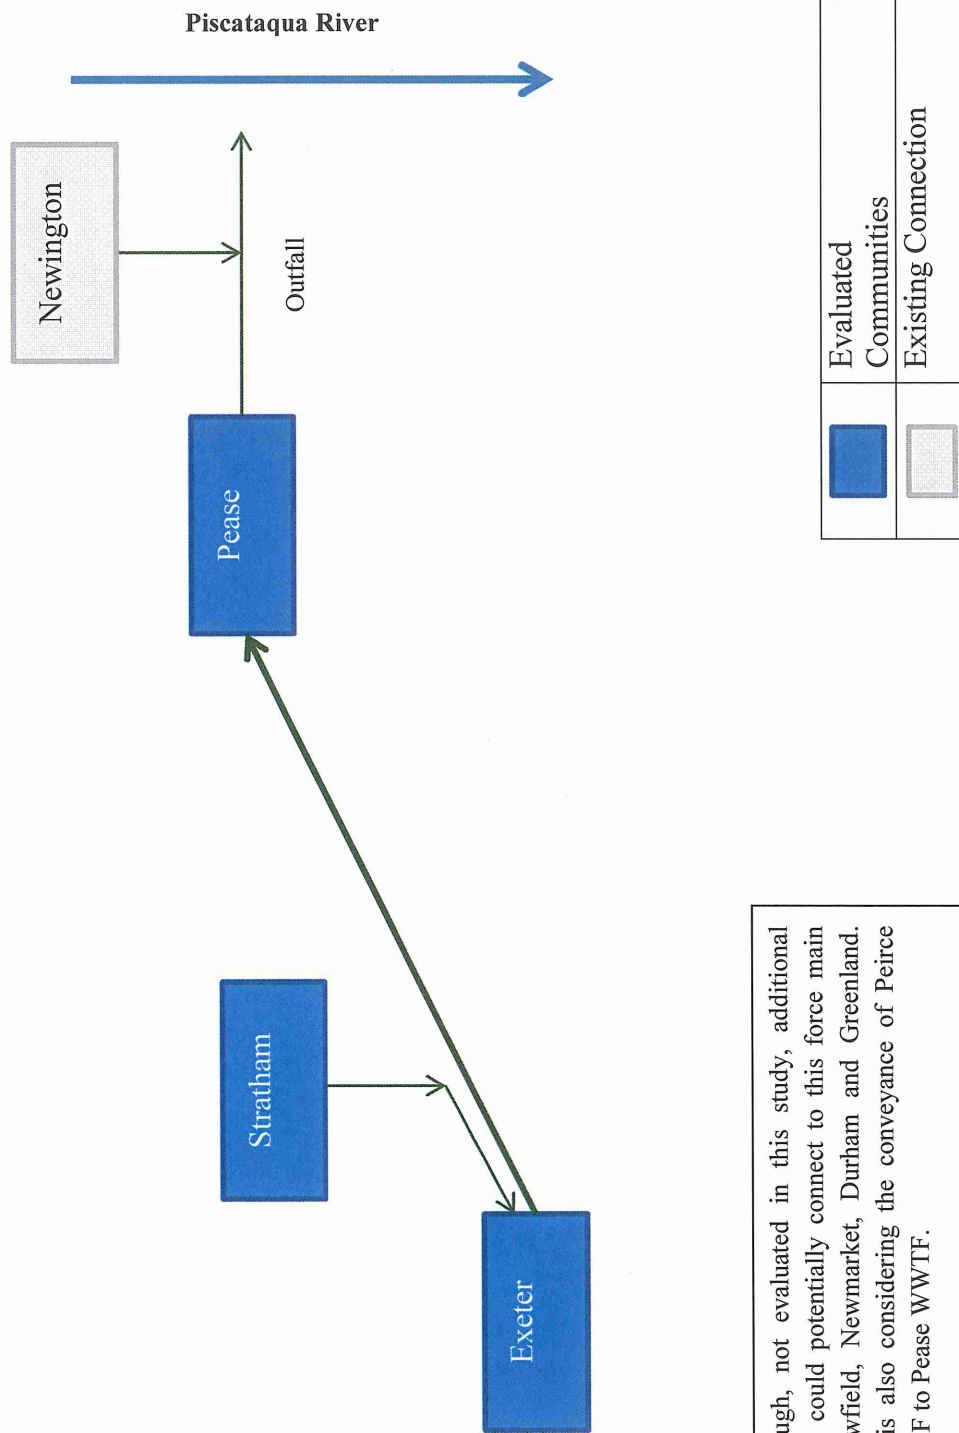 Piscataqua River
Newington
Outfall
Pease
Stratham
Exeter
Evaluated
Communities
Existing Connection
not evaluated in this study, additional
could potentially connect to this force main
Newmarket, Durham and Greenland.
is also considering the conveyance of Peirce
F to Pease WWTF.